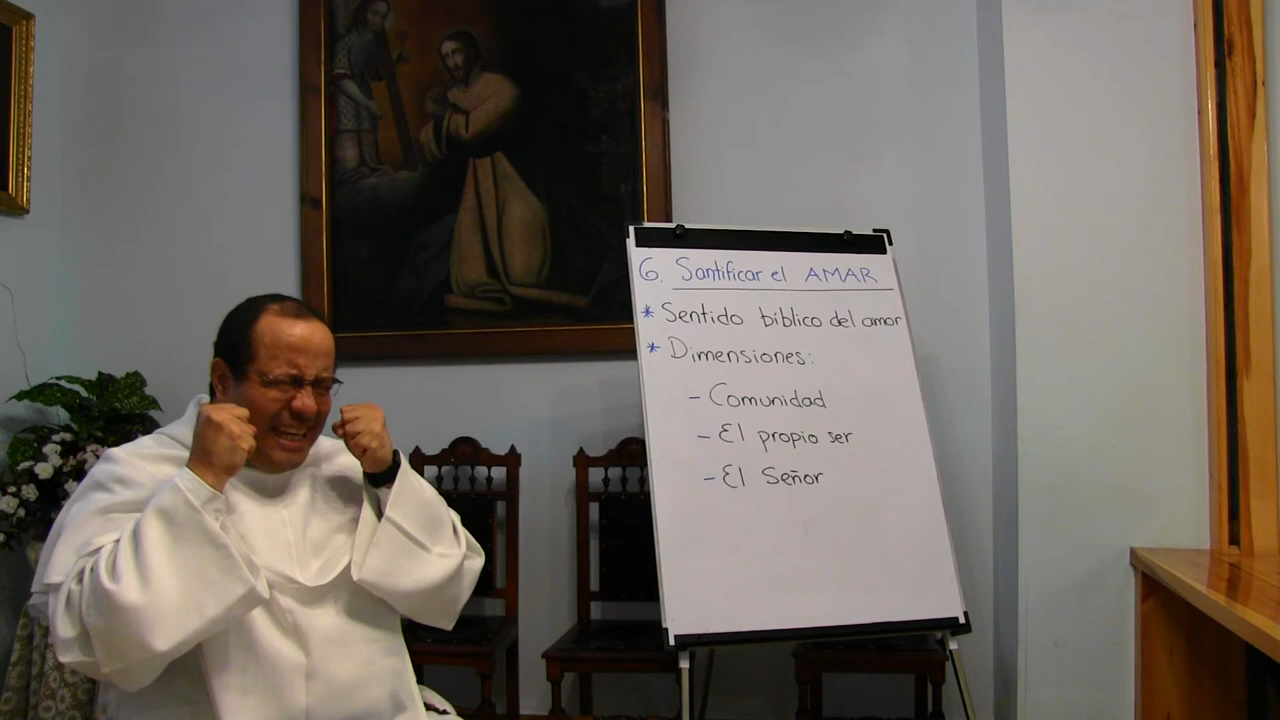 6. Santificar el AMAR
* Sentido bíblico del amor
* Dimensiones:
- Comunidad
- El propio ser
- El Señor